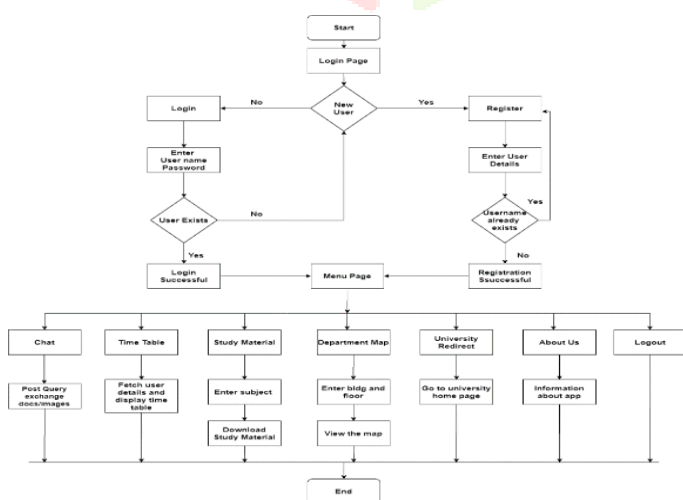 Start
Login Page
New
User
No
Yes
Login
Register
Enter
User name
Password
Enter User
Details
User Exists
No
Username
already
exists
Yes
Yes
No
Login
Successful
Menu Page
Registration
Ssuccessful
Chat
Time Table
Study Material
Department Map
University
Redirect
About Us
Logout
Post Query
exchange
docs/images
Fetch user
details and
display time
table
Enter subject
Enter bldg and
floor
Go to university
home page
Information
about app
Download
Study Material
View the map
End